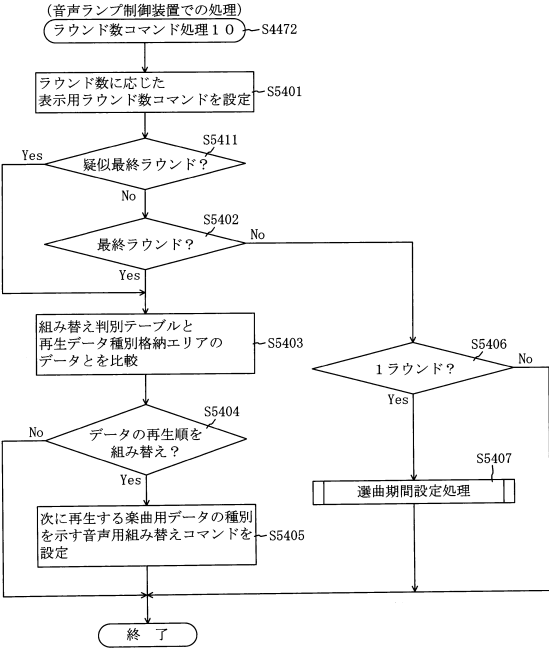 (音声ランプ制御装置での処理)
ラウンド数コマンド処理10
S4472
ラウンド数に応じた
表示用ラウンド数コマンドを設定
S5401
S5411
Yes
疑似最終ラウンド?
No
S5402
最終ラウンド?
No
Yes
組み替え判別テーブルと
再生データ種別格納エリアの
データとを比較
S5403
S5406
1ラウンド?
No
Yes
S5404
No
データの再生順を
組み替え?
Yes
S5407
選曲期間設定処理
次に再生する楽曲用データの種別
を示す音声用組み替えコマンドを
設定
S5405
終 了